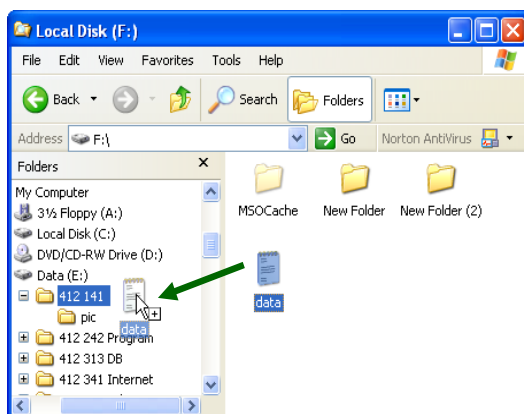 Local Disk (F:)
File Edit View Favorites Tools Help
Back Search Folders
Address F:\ Go Norton AntiVirus
Folders
My Computer
3½ Floppy (A:)
Local Disk (C:)
DVD/CD-RW Drive (D:)
Data (E:)
412 141
pic
412 242 Program
412 313 DB
412 341 Internet
MSOCache New Folder New Folder (2)
data
data